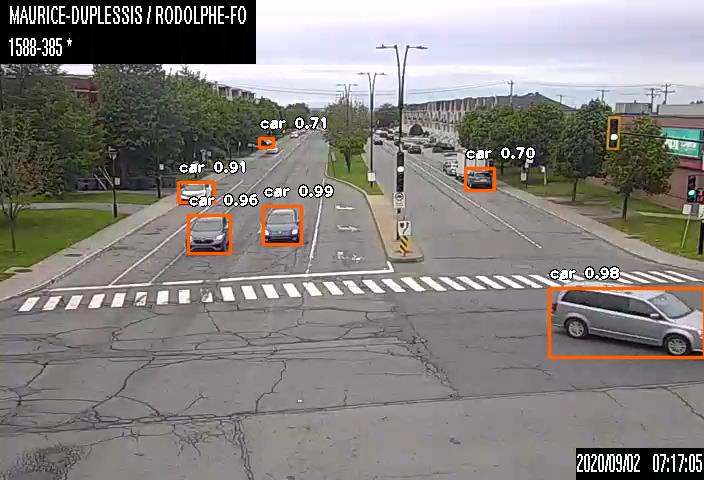 MAURICE-DUPLESSIS / RODOLPHE-FO
1588-385 *
car 0.71
car 0.91
car 0.96
car 0.99
car 0.70
car 0.98
2020/09/02 07:17:05